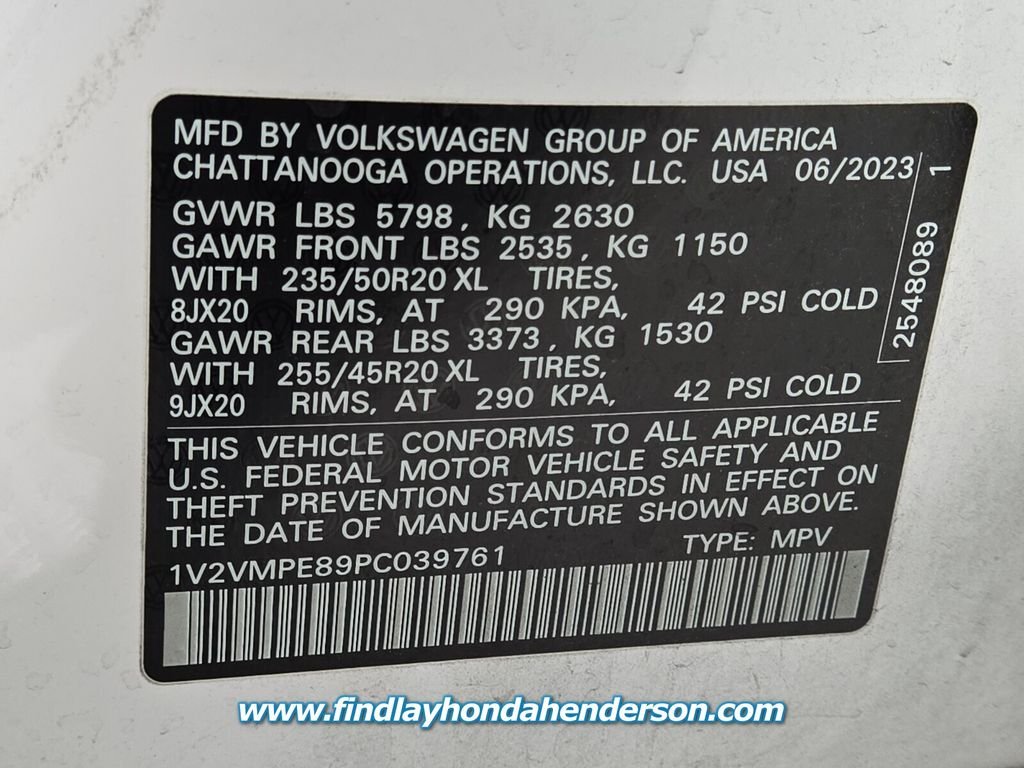 MFD BY VOLKSWAGEN GROUP OF AMERICA
CHATTANOOGA OPERATIONS, LLC. USA 06/2023
GVWR LBS 5798, KG 2630
GAWR FRONT LBS 2535, KG 1150
WITH 235/50R20 XL TIRES,
8JX20 RIMS, AT 290 KPA, 42 PSI COLD
GAWR REAR LBS 3373, KG 1530
WITH 255/45R20 XL TIRES,
9JX20 RIMS, AT 290 KPA, 42 PSI COLD
THIS VEHICLE CONFORMS TO ALL APPLICABLE
U.S. FEDERAL MOTOR VEHICLE SAFETY AND
THEFT PREVENTION STANDARDS IN EFFECT ON
THE DATE OF MANUFACTURE SHOWN ABOVE.
1V2VMPE89PC039761 TYPE: MPV
2548089 1
www.findlayhondahenderson.com